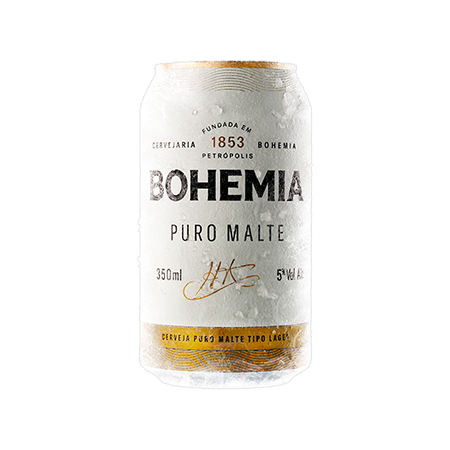 FUNDADA EM
CERVEJARIA 1853 BOHEMIA
PETRÓPOLIS
BOHEMIA
PURO MALTE
350ml 5% Vol. Alc
CERVEJA PURO MALTE TIPO LAGER